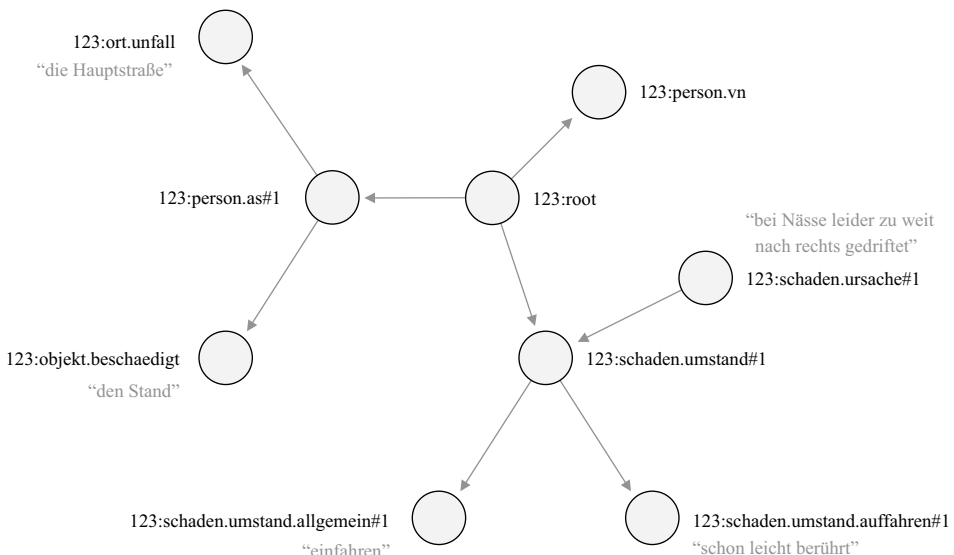 123:ort.unfall
“die Hauptstraße”
123:person.vn
123:person.as#1
123:root
“bei Nässe leider zu weit
nach rechts gedriftet”
123:schaden.ursache#1
123:objekt.beschaedigt
“den Stand”
123:schaden.umstand#1
123:schaden.umstand.allgemein#1
“einfahren”
123:schaden.umstand.auffahren#1
“schon leicht berührt”